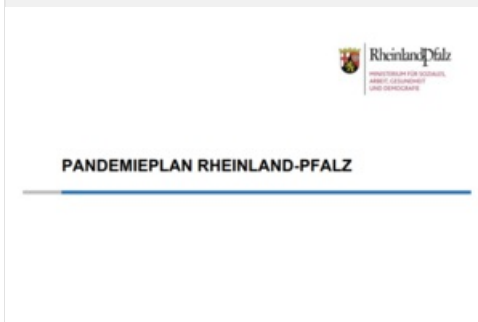 RheinlandPfalz
MINISTERIUM FÜR SOZIALES,
ARBEIT, GESUNDHEIT
UND DEMOGRAFIE
PANDEMIEPLAN RHEINLAND-PFALZ